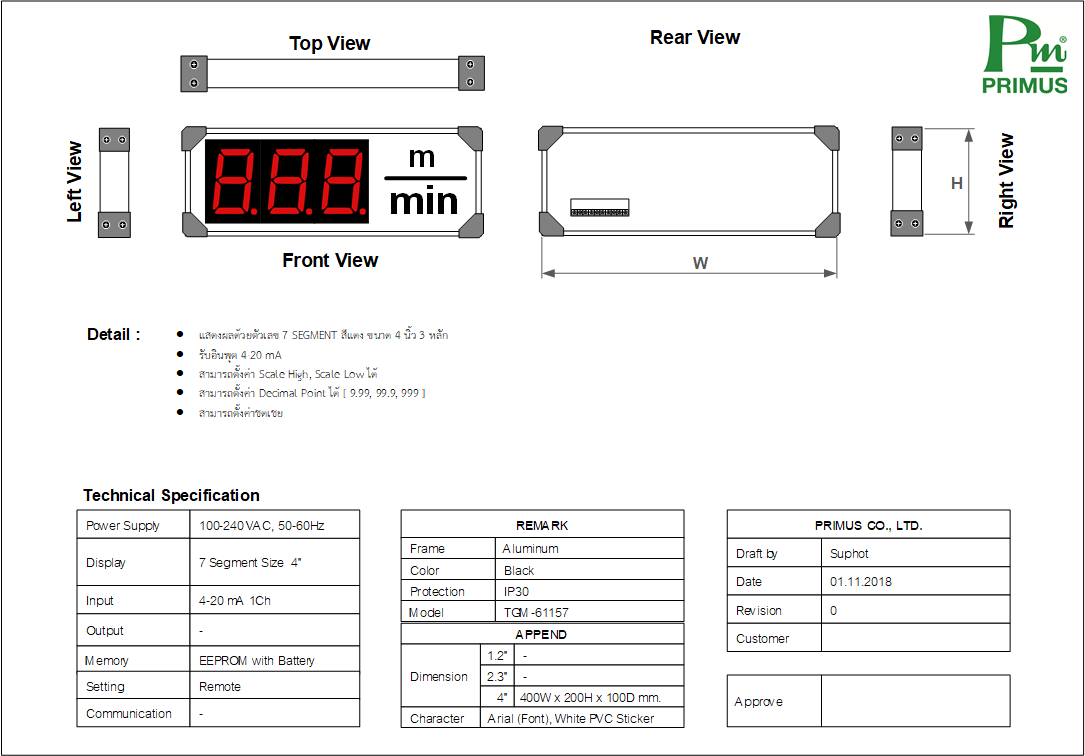 Top View
Rear View
Pm®
PRIMUS
Left View
8.8.8.
m
min
Front View
W
H
Right View
Detail :
● แสดงผลด้วยตัวเลข 7 SEGMENT สีแดง ขนาด 4 นิ้ว 3 หลัก
● รับอินพุต 4-20 mA
● สามารถตั้งค่า Scale High, Scale Low ได้
● สามารถตั้งค่า Decimal Point ได้ [ 9.99, 99.9, 999 ]
● สามารถตั้งค่าชดเชย
Technical Specification
Power Supply 100-240 VAC, 50-60Hz
Display 7 Segment Size 4"
Input 4-20 mA 1Ch
Output -
Memory EEPROM with Battery
Setting Remote
Communication -
REMARK
Frame Aluminum
Color Black
Protection IP30
Model TGM-61157
APPEND
Dimension
1.2" -
2.3" -
4" 400W x 200H x 100D mm.
Character Arial (Font), White PVC Sticker
PRIMUS CO., LTD.
Draft by Suphot
Date 01.11.2018
Revision 0
Customer
Approve